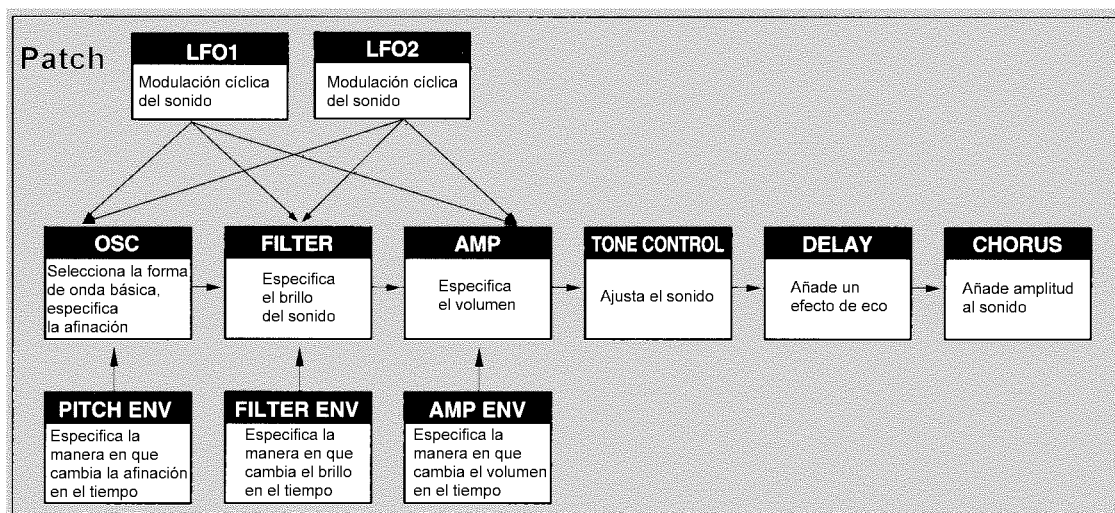 Patch
LFO1
Modulación cíclica
del sonido
LFO2
Modulación cíclica
del sonido
OSC
Selecciona la forma
de onda básica,
especifica
la afinación
FILTER
Especifica
el brillo
del sonido
AMP
Especifica
el volumen
TONE CONTROL
Ajusta el sonido
DELAY
Añade un
efecto de eco
CHORUS
Añade amplitud
al sonido
PITCH ENV
Especifica la
manera en que
cambia la afinación
en el tiempo
FILTER ENV
Especifica la
manera en que
cambia el brillo
en el tiempo
AMP ENV
Especifica la
manera en que
cambia el volumen
en el tiempo